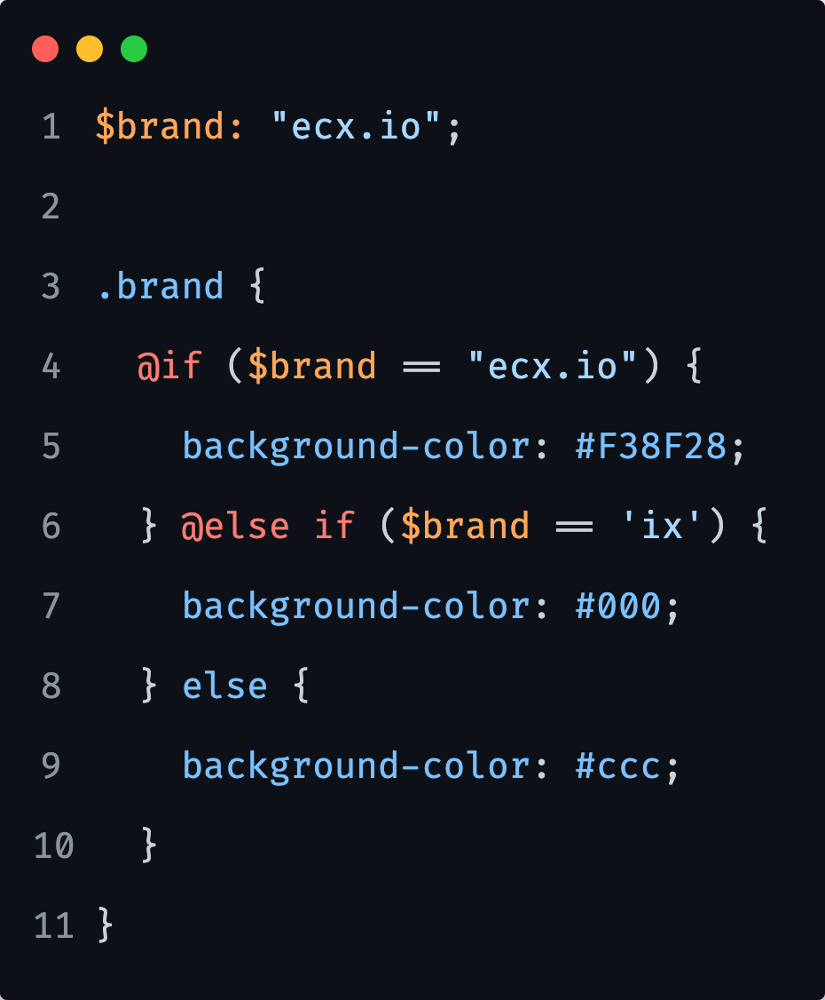 1 $brand: "ecx.io";
2
3 .brand {
4   @if ($brand == "ecx.io") {
5     background-color: #F38F28;
6   } @else if ($brand == 'ix') {
7     background-color: #000;
8   } else {
9     background-color: #ccc;
10   }
11 }